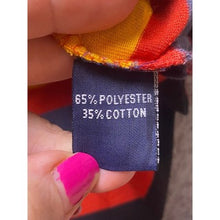 65% POLYESTER
35% COTTON